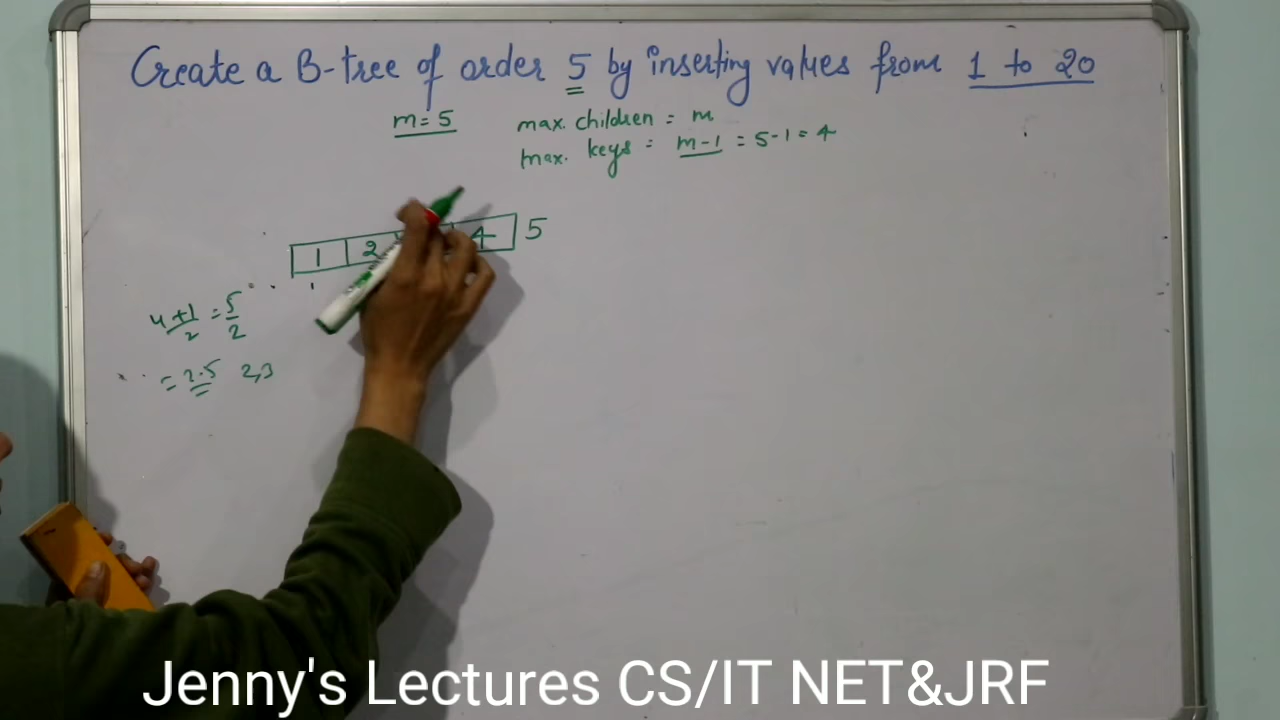 Create a B-tree of order 5 by inserting values from 1 to 20
m = 5
max. children = m
max. keys = m-1 = 5-1 = 4
1 2 4 5
4+1/2 = 5/2
= 2.5 2,3
Jenny's Lectures CS/IT NET&JRF